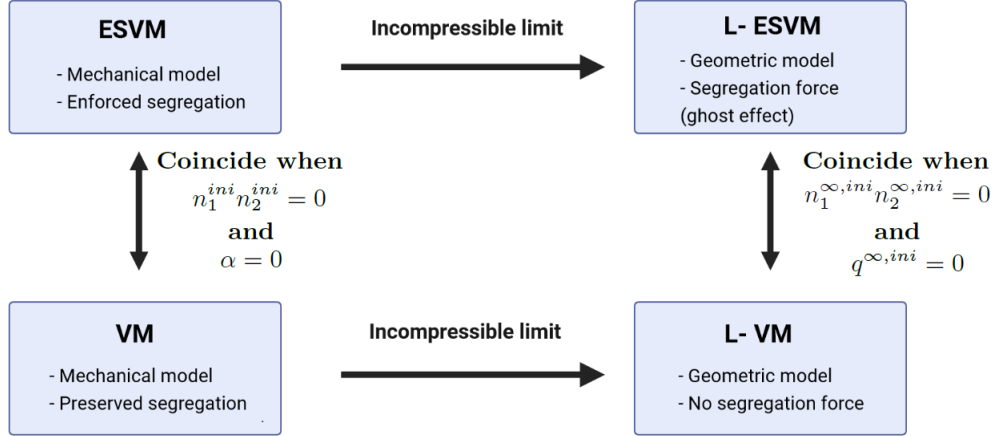 ESVM
- Mechanical model
- Enforced segregation
Incompressible limit
L- ESVM
- Geometric model
- Segregation force
(ghost effect)
Coincide when
n_1^{ini} n_2^{ini} = 0
and
α = 0
Coincide when
n_1^{∞,ini} n_2^{∞,ini} = 0
and
q^{∞,ini} = 0
VM
- Mechanical model
- Preserved segregation
Incompressible limit
L- VM
- Geometric model
- No segregation force